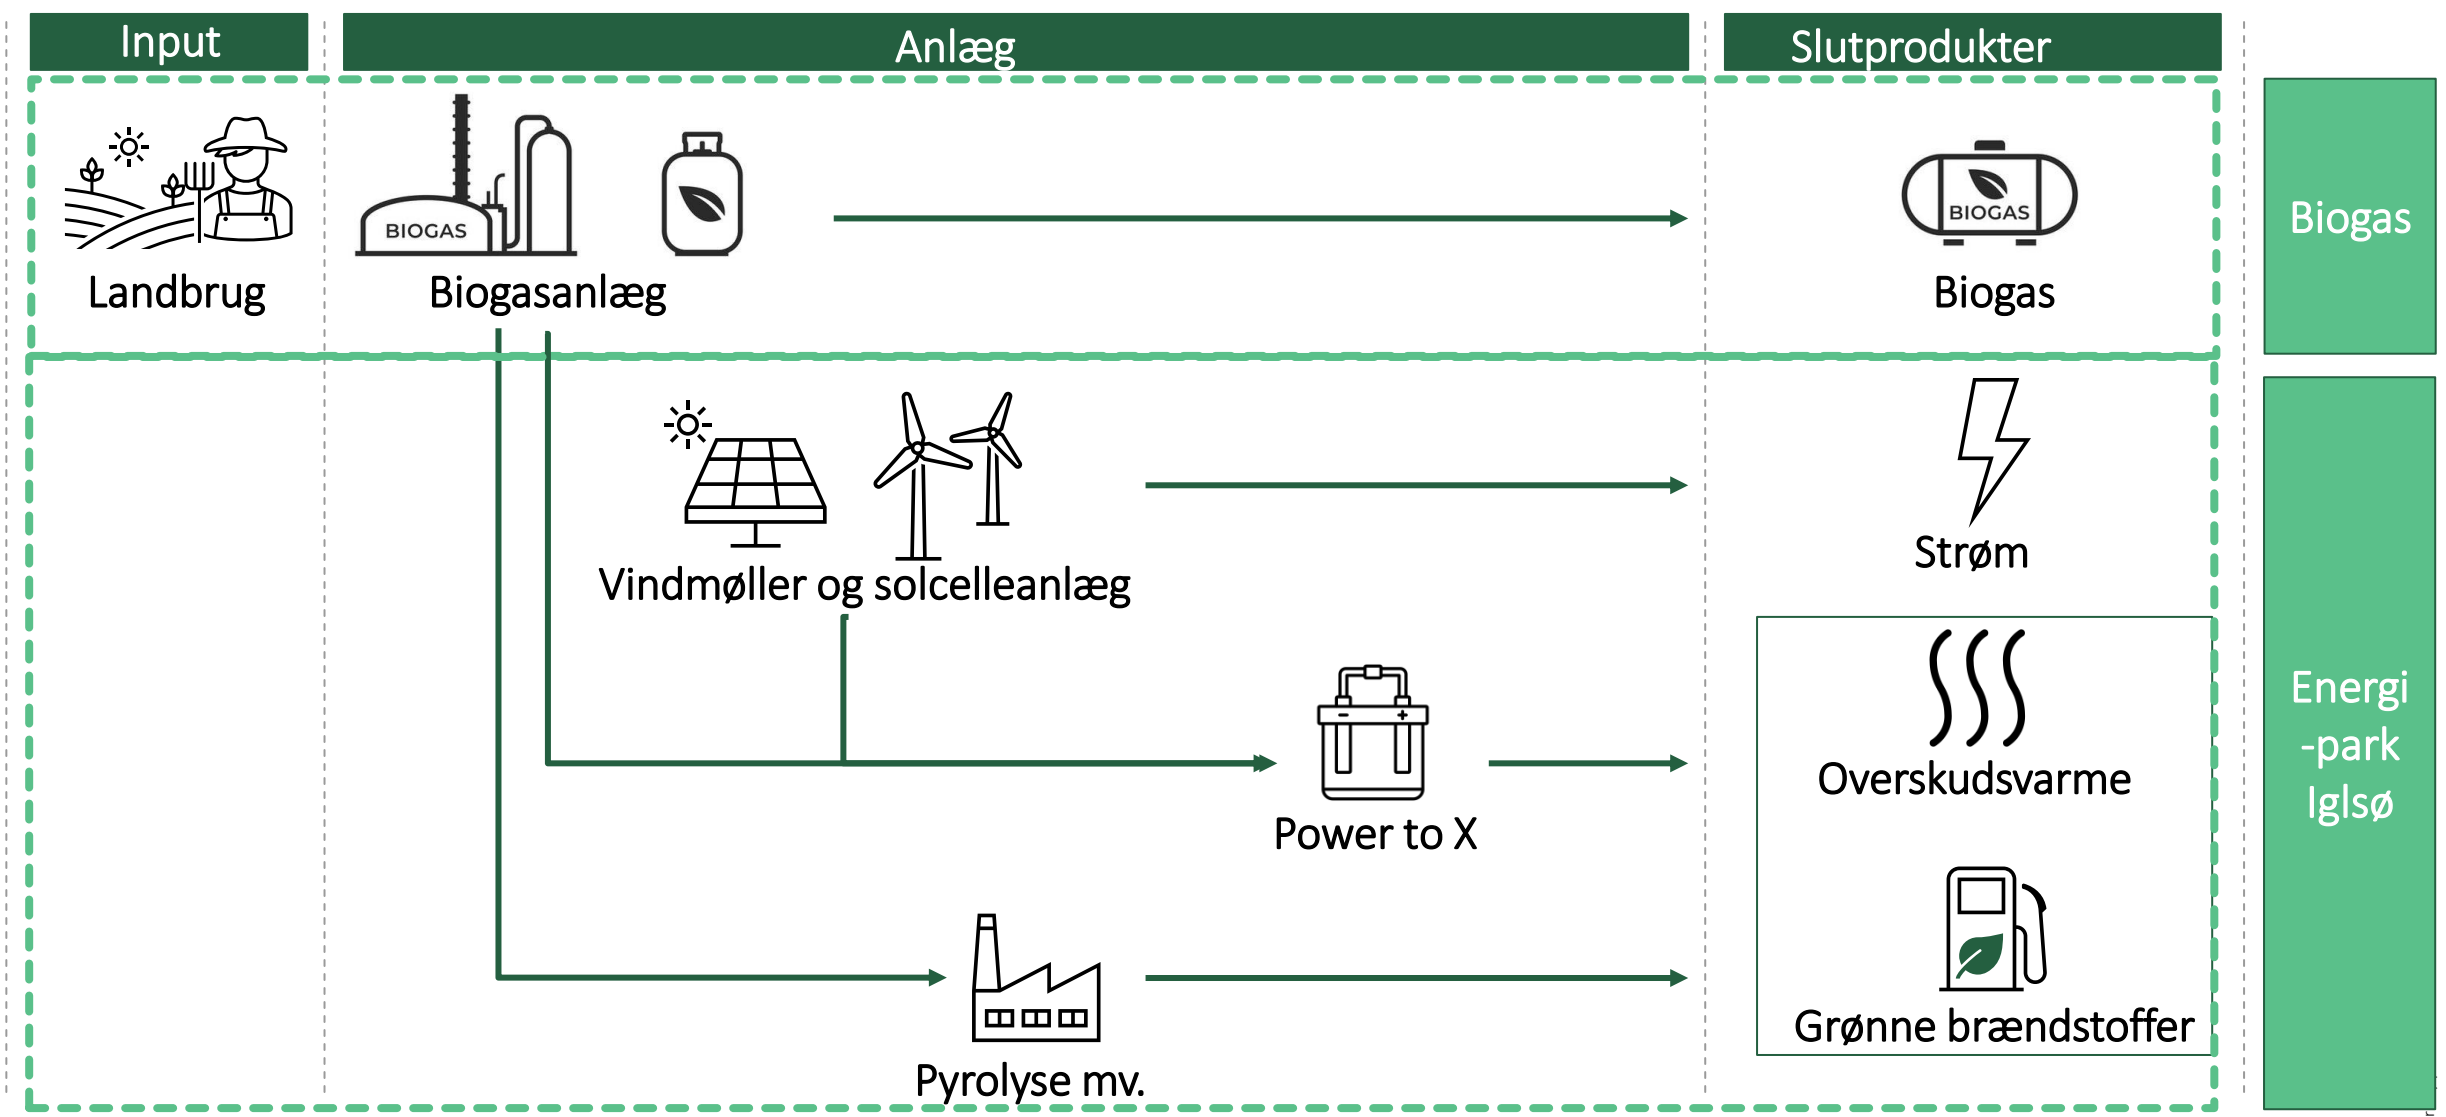 Input
Anlæg
Slutprodukter
BIOGAS
BIOGAS
Landbrug
Biogasanlæg
Biogas
Biogas
Vindmøller og solcelleanlæg
Strøm
Overskudsvarme
Power to X
Grønne brændstoffer
Pyrolyse mv.
Energi
-park
Iglsø